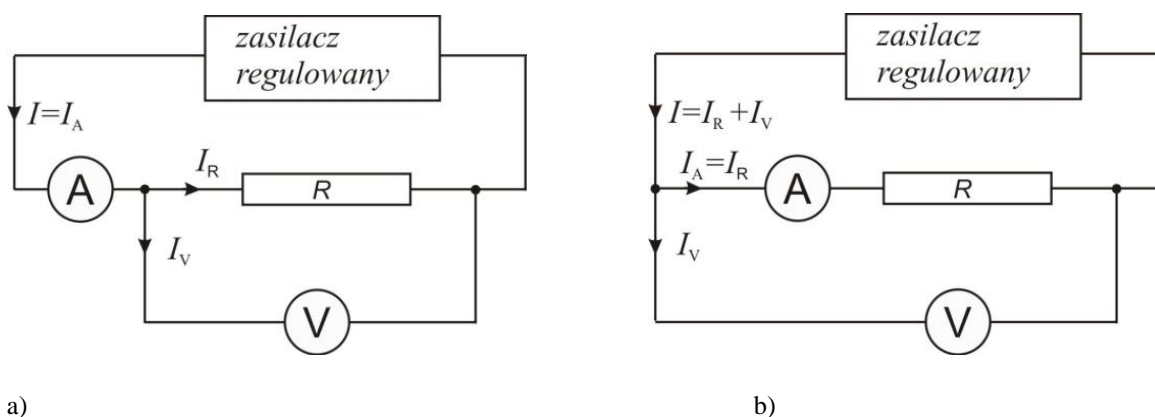 zasilacz
regulowany
I=I_A
I_R
A
R
I_V
V
zasilacz
regulowany
I=I_R+I_V
I_A=I_R
A
R
I_V
V
a)
b)